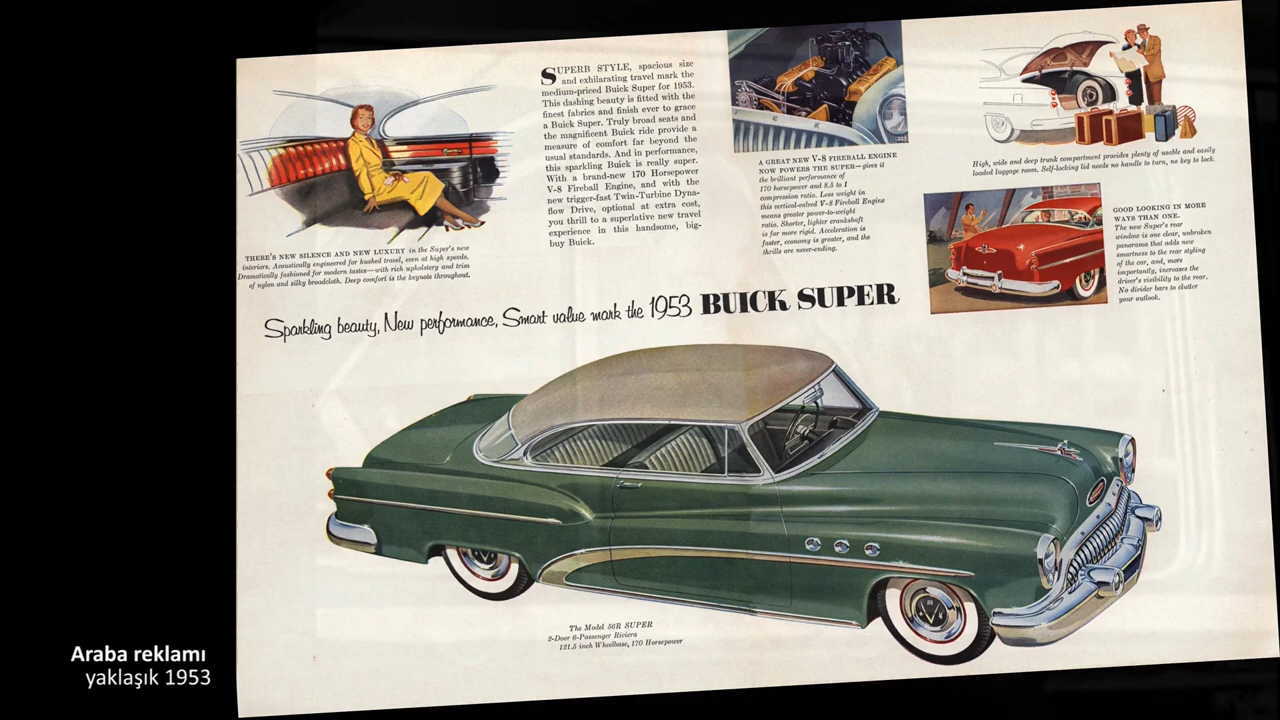 SUPERB STYLE, spacious size
and exhilarating travel mark the
medium-priced Buick Super for 1953.
This dashing beauty is fitted with the
finest fabrics and finish ever to grace
a Buick Super. Truly broad seats and
the magnificent Buick ride provide a
measure of comfort far beyond the
usual standards. And in performance,
this sparkling Buick is really super.
With a brand-new 170 Horsepower
V-8 Fireball Engine, and with the
new trigger-fast Twin-Turbine Dyna-
flow Drive, optional at extra cost,
you thrill to a superlative new travel
experience in this handsome, big-
buy Buick.
THERE'S NEW SILENCE AND NEW LUXURY in the Super's new
interiors. Acoustically engineered for hushed travel, even at high speeds.
Dramatically fashioned for modern tastes—with rich upholstery and trim
of nylon and silky broadcloth. Deep comfort is the keynote throughout.
A GREAT NEW V-8 FIREBALL ENGINE
NOW POWERS THE SUPER—gives it
the brilliant performance of
170 horsepower and 8.5 to 1
compression ratio. Less weight in
this vertical-valved V-8 Fireball Engine
means greater power-to-weight
ratio. Shorter, lighter crankshaft
is far more rigid. Acceleration is
faster, economy is greater, and the
thrills are never-ending.
High, wide and deep trunk compartment provides plenty of usable and easily
loaded luggage room. Self-locking lid needs no handle to turn, no key to lock.
GOOD LOOKING IN MORE
WAYS THAN ONE.
The new Super's rear
window is one clear, unbroken
panorama that adds new
smartness to the rear styling
of the car, and, more
importantly, increases the
driver's visibility to the rear.
No divider bars to clutter
your outlook.
Sparkling beauty, New performance, Smart value mark the 1953 BUICK SUPER
The Model 56R SUPER
2-Door 6-Passenger Riviera
121.5 inch Wheelbase, 170 Horsepower
Araba reklamı
yaklaşık 1953